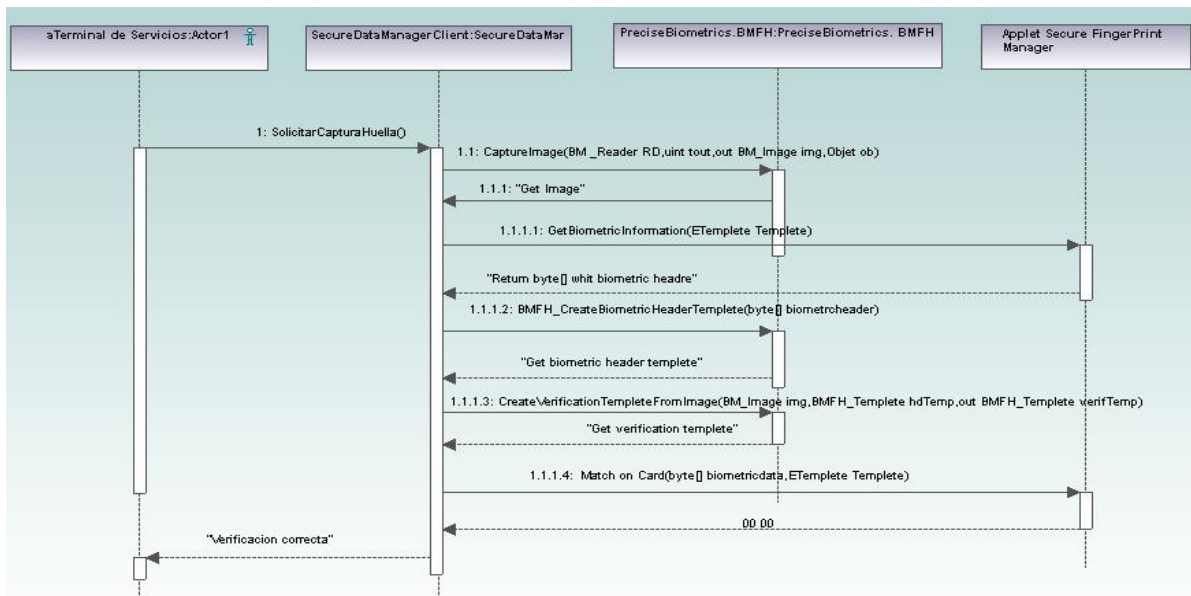 aTerminal de Servicios:Actor1
SecureDataManagerClient:SecureDataMar
PreciseBiometrics.BMFH:PreciseBiometrics. BMFH
Applet Secure FingerPrint
Manager
1: SolicitarCapturaHuella()
1.1: CaptureImage(BM _Reader RD,uint tout,out BM_Image img,Objet ob)
1.1.1: "Get Image"
1.1.1.1: GetBiometricInformation(ETemplete Templete)
"Return byte[] whit biometric headre"
1.1.1.2: BMFH_CreateBiometricHeaderTemplete(byte[] biometrcheader)
"Get biometric header templete"
1.1.1.3: CreateVerificationTempleteFromImage(BM_Image img,BMFH_Templete hdTemp,out BMFH_Templete verifTemp)
"Get verification templete"
1.1.1.4: Match on Card(byte[] biometricdata,ETemplete Templete)
00 00
"Verificacion correcta"